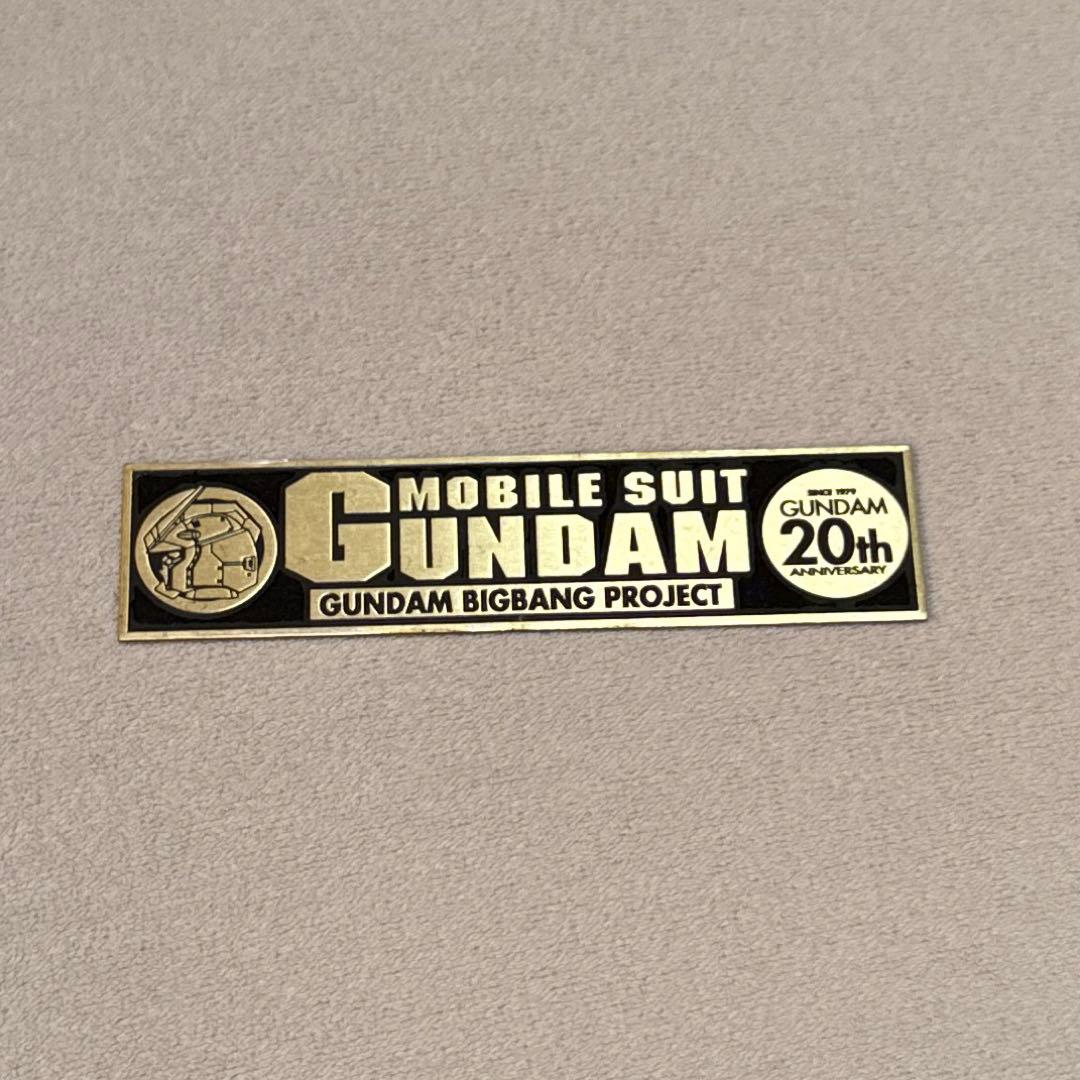 MOBILE SUIT
GUNDAM
GUNDAM BIGBANG PROJECT
SINCE 1979
GUNDAM
20th
ANNIVERSARY